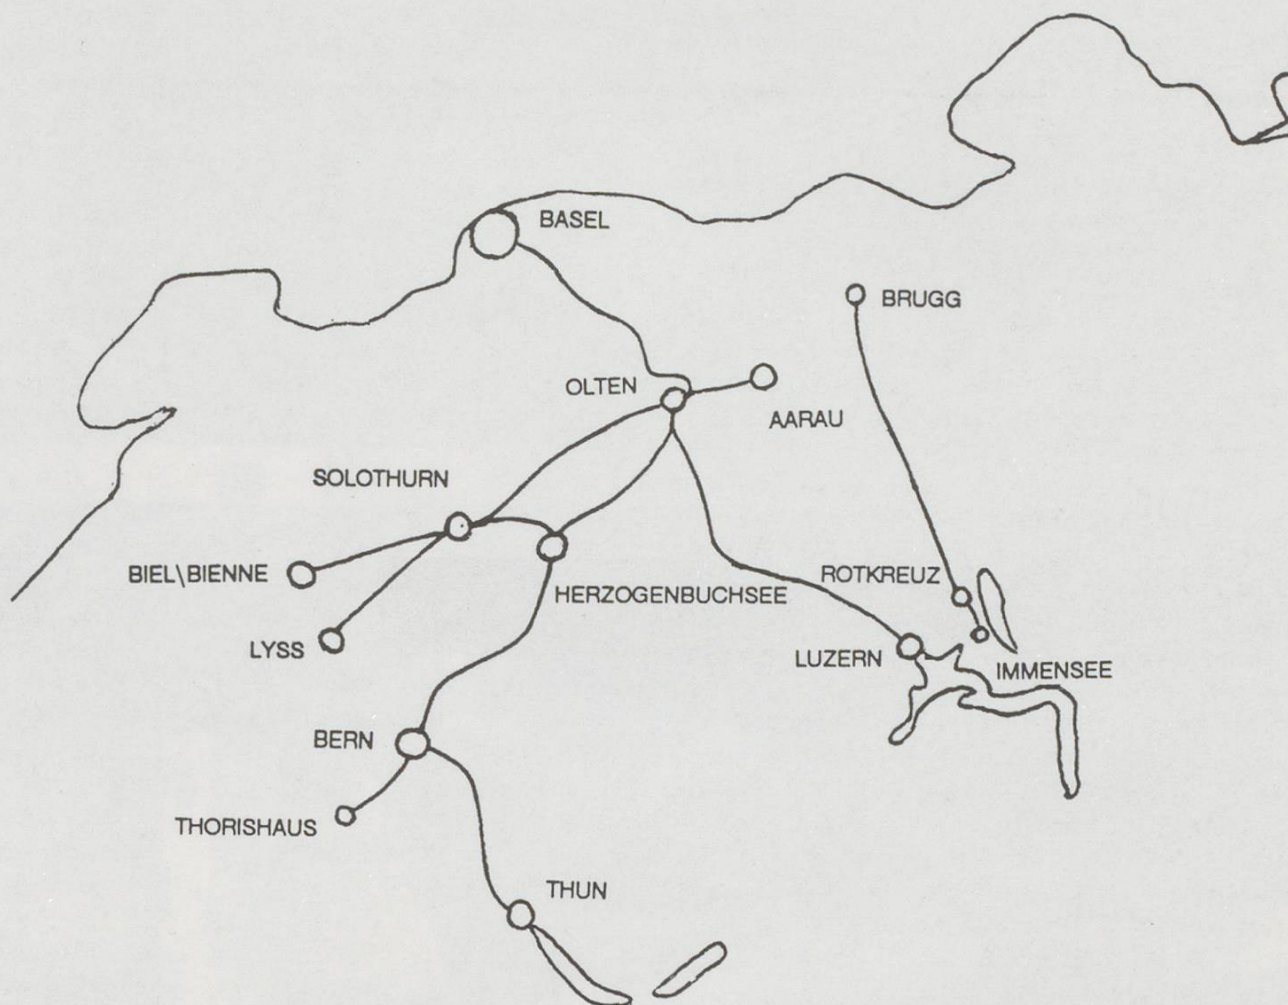 BASEL
BRUGG
OLTEN
AARAU
SOLOTHURN
BIEL\BIENNE
HERZOGENBUCHSEE
ROTKREUZ
LYSS
LUZERN
IMMENSEE
BERN
THORISHAUS
THUN